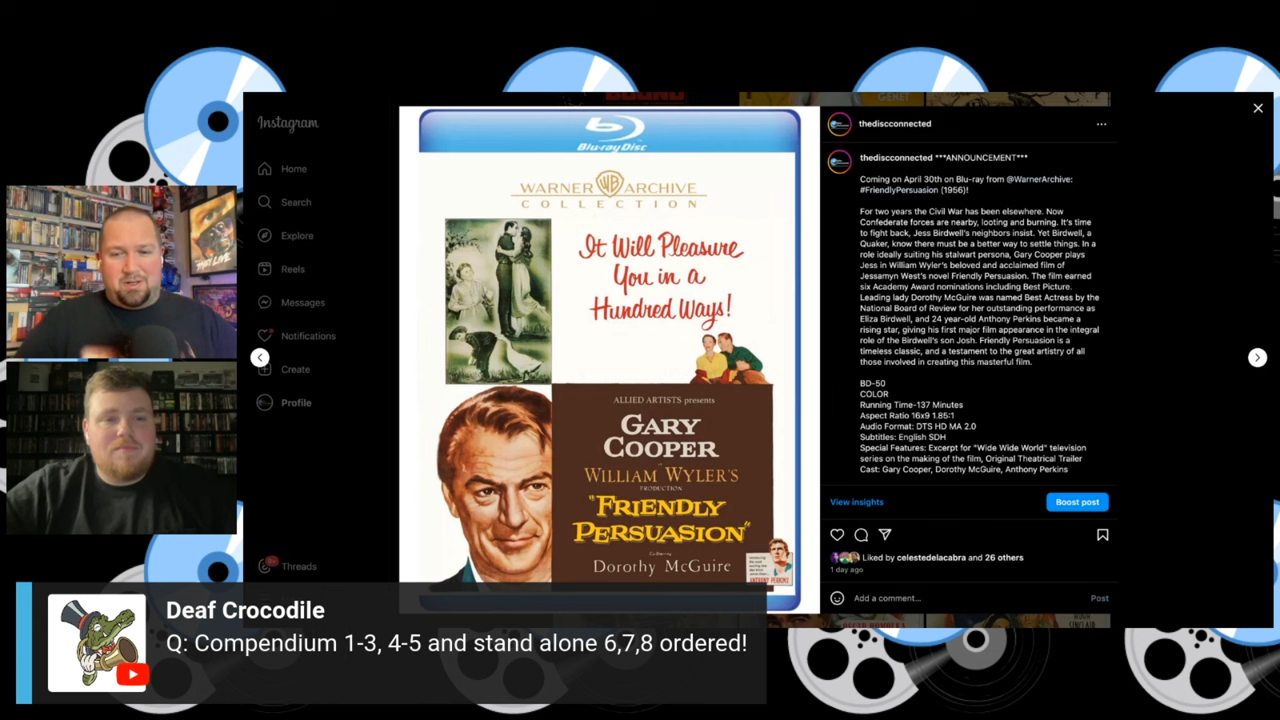 Instagram
Home
Search
Explore
Reels
Messages
Notifications
Create
Profile
Threads
GENET
Blu-ray Disc
WARNER WB ARCHIVE
COLLECTION
It Will Pleasure
You in a
Hundred Ways!
ALLIED ARTISTS presents
GARY
COOPER
IN
WILLIAM WYLER'S
PRODUCTION
"FRIENDLY
PERSUASION"
Co-Starring
Dorothy McGuire
ANTHONY PERKINS
thediscconnected
thediscconnected ***ANNOUNCEMENT***
Coming on April 30th on Blu-ray from @WarnerArchive:
#FriendlyPersuasion (1956)!
For two years the Civil War has been elsewhere. Now
Confederate forces are nearby, looting and burning. It's time
to fight back, Jess Birdwell's neighbors insist. Yet Birdwell, a
Quaker, know there must be a better way to settle things. In a
role ideally suiting his stalwart persona, Gary Cooper plays
Jess in William Wyler's beloved and acclaimed film of
Jessamyn West's novel Friendly Persuasion. The film earned
six Academy Award nominations including Best Picture.
Leading lady Dorothy McGuire was named Best Actress by the
National Board of Review for her outstanding performance as
Eliza Birdwell, and 24 year-old Anthony Perkins became a
rising star, giving his first major film appearance in the integral
role of the Birdwell's son Josh. Friendly Persuasion is a
timeless classic, and a testament to the great artistry of all
those involved in creating this masterful film.
BD-50
COLOR
Running Time-137 Minutes
Aspect Ratio 16x9 1.85:1
Audio Format: DTS HD MA 2.0
Subtitles: English SDH
Special Features: Excerpt for "Wide Wide World" television
series on the making of the film, Original Theatrical Trailer
Cast: Gary Cooper, Dorothy McGuire, Anthony Perkins
View insights
Boost post
Liked by celestedelacabra and 26 others
1 day ago
Add a comment...
Post
Deaf Crocodile
Q: Compendium 1-3, 4-5 and stand alone 6,7,8 ordered!